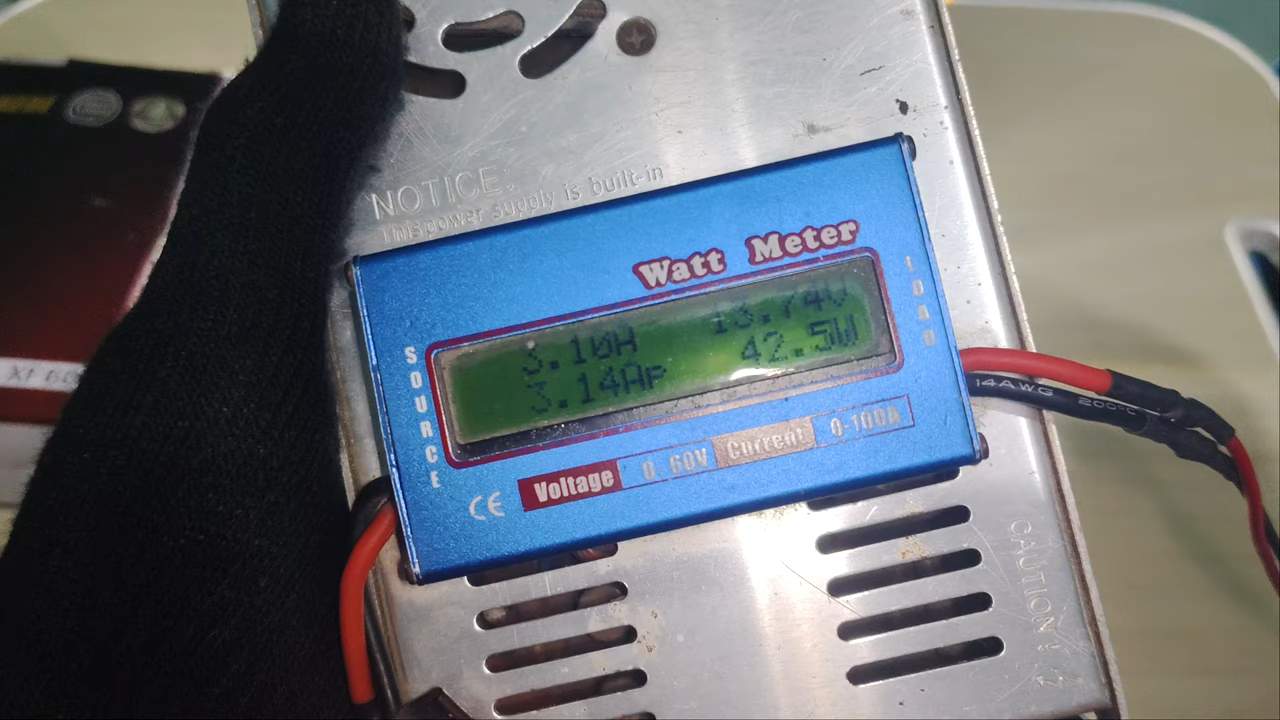 NOTICE:
This power supply is built-in
Watt Meter
SOURCE
LOAD
3.10A 13.74V
3.14Ap 42.5W
CE Voltage 0-60V Current 0-100A
14AWG 200°C
CAUTION